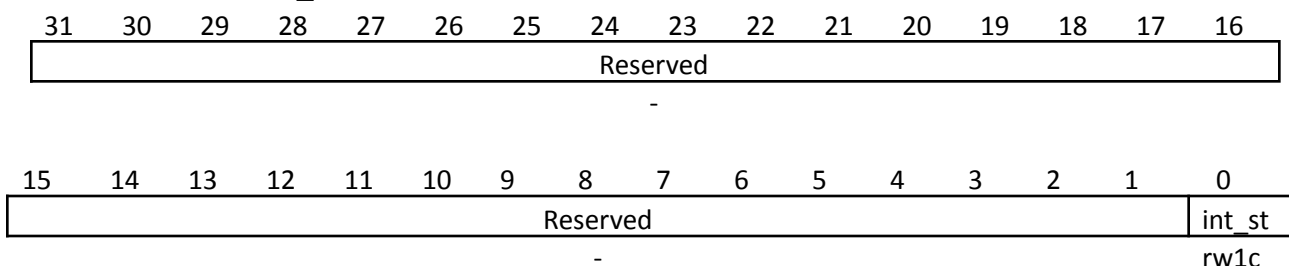 31 30 29 28 27 26 25 24 23 22 21 20 19 18 17 16
Reserved
-
15 14 13 12 11 10 9 8 7 6 5 4 3 2 1 0
Reserved int_st
- rw1c